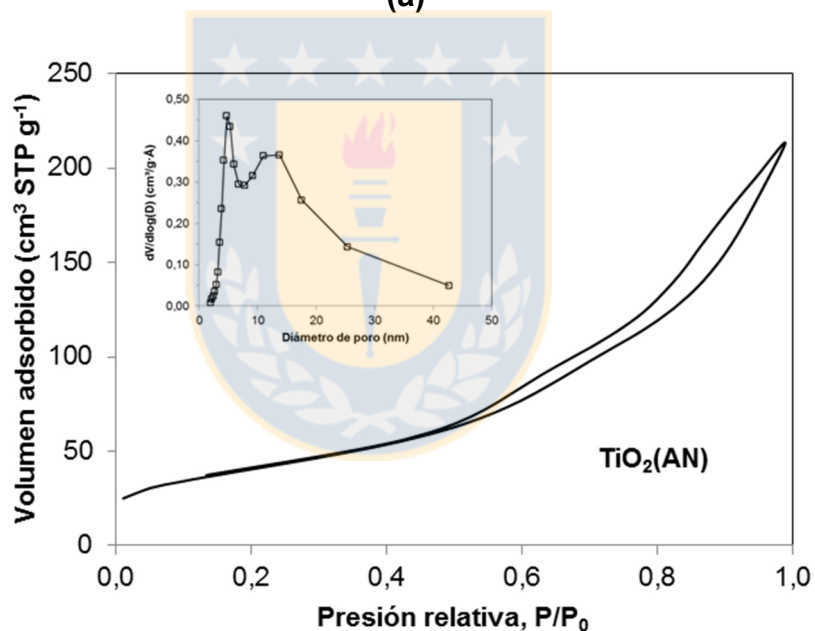 (a)
250
200
150
100
50
0
Volumen adsorbido (cm³ STP g⁻¹)
0,50
0,40
0,30
0,20
0,10
0,00
dV/dlog(D) (cm³/g·Å)
0 10 20 30 40 50
Diámetro de poro (nm)
TiO₂(AN)
0,0 0,2 0,4 0,6 0,8 1,0
Presión relativa, P/P₀